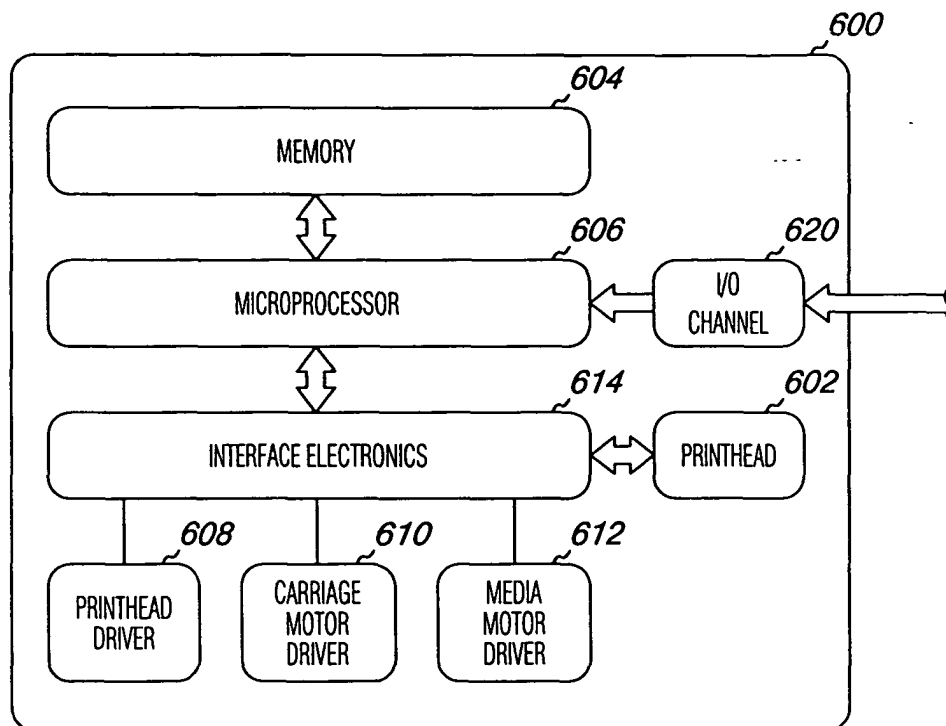 600
604
MEMORY
606
MICROPROCESSOR
620
I/O
CHANNEL
614
INTERFACE ELECTRONICS
602
PRINTHEAD
608
PRINTHEAD
DRIVER
610
CARRIAGE
MOTOR
DRIVER
612
MEDIA
MOTOR
DRIVER